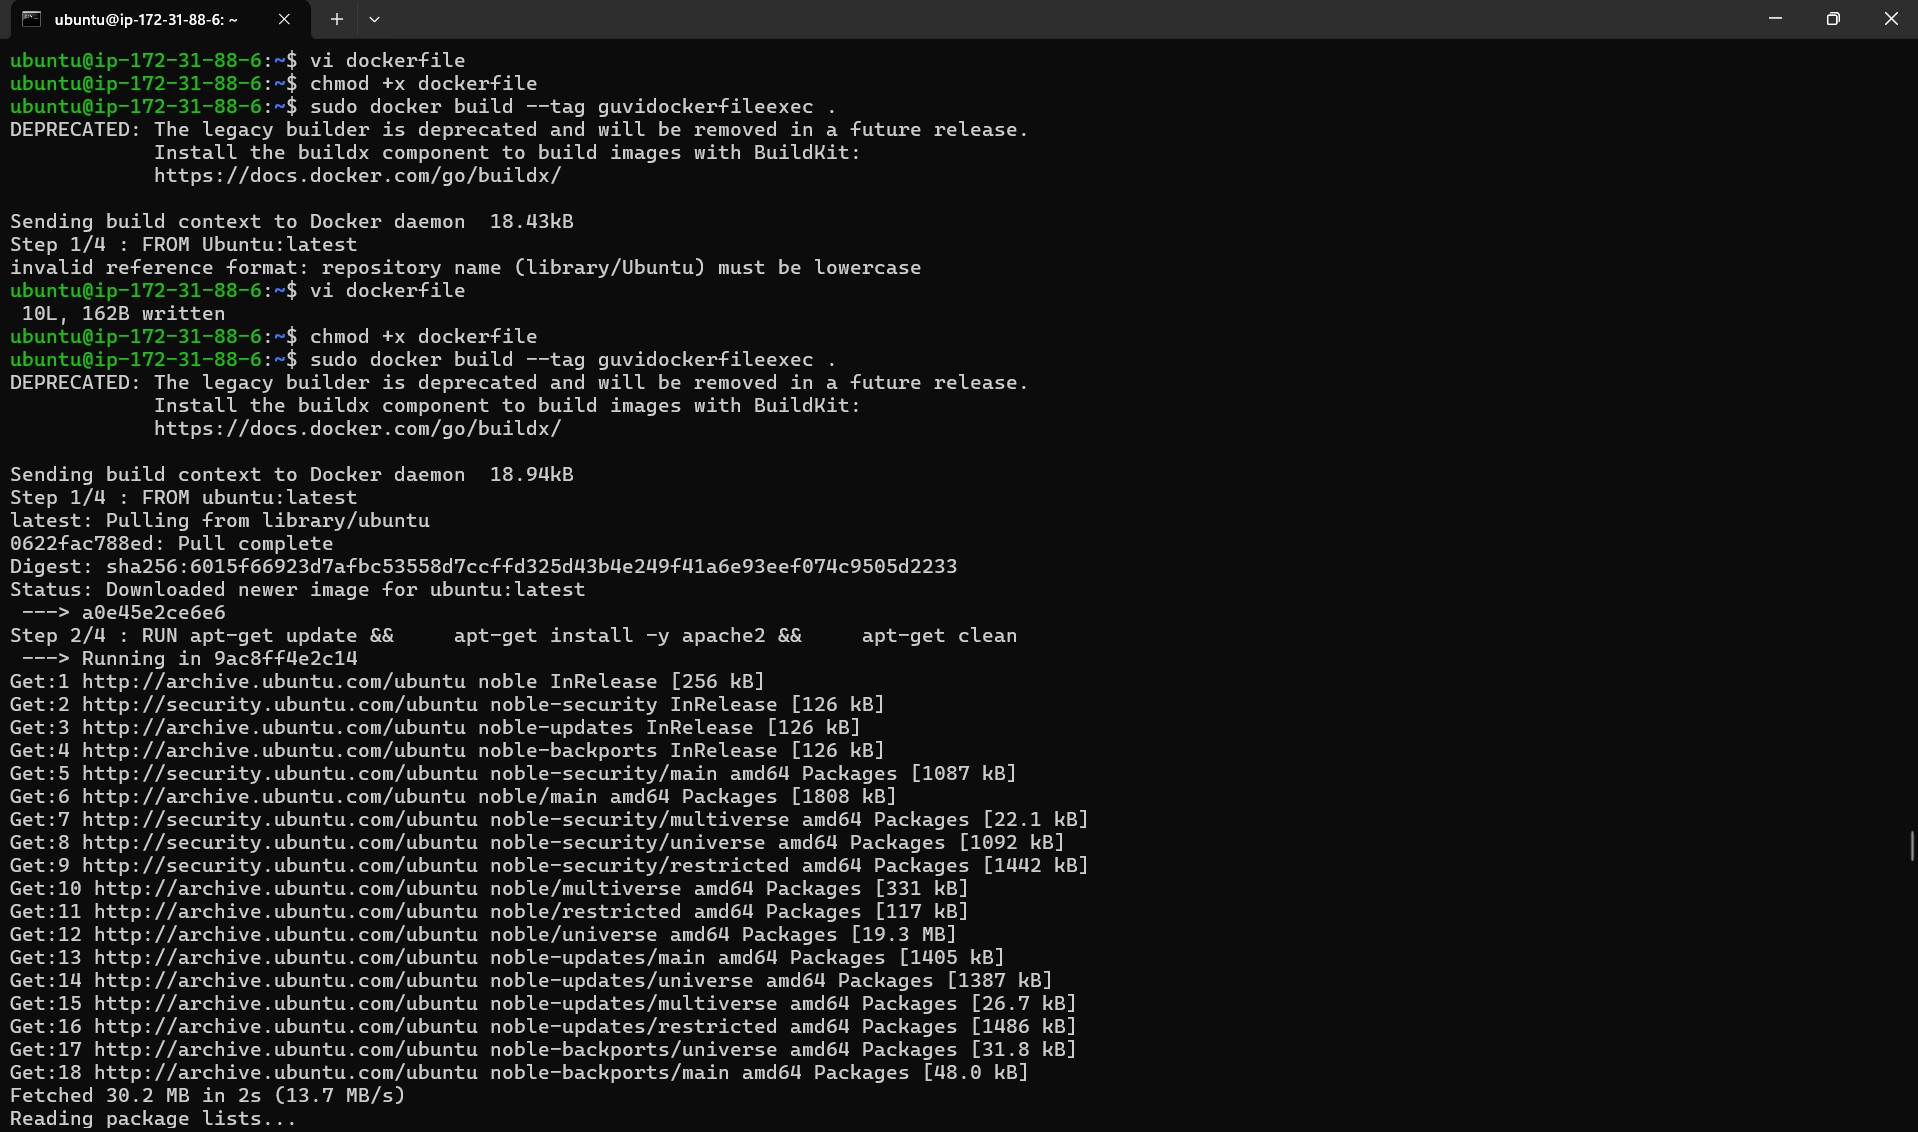 ubuntu@ip-172-31-88-6: ~
ubuntu@ip-172-31-88-6:~$ vi dockerfile
ubuntu@ip-172-31-88-6:~$ chmod +x dockerfile
ubuntu@ip-172-31-88-6:~$ sudo docker build --tag guvidockerfileexec .
DEPRECATED: The legacy builder is deprecated and will be removed in a future release.
            Install the buildx component to build images with BuildKit:
            https://docs.docker.com/go/buildx/

Sending build context to Docker daemon  18.43kB
Step 1/4 : FROM Ubuntu:latest
invalid reference format: repository name (library/Ubuntu) must be lowercase
ubuntu@ip-172-31-88-6:~$ vi dockerfile
 10L, 162B written
ubuntu@ip-172-31-88-6:~$ chmod +x dockerfile
ubuntu@ip-172-31-88-6:~$ sudo docker build --tag guvidockerfileexec .
DEPRECATED: The legacy builder is deprecated and will be removed in a future release.
            Install the buildx component to build images with BuildKit:
            https://docs.docker.com/go/buildx/

Sending build context to Docker daemon  18.94kB
Step 1/4 : FROM ubuntu:latest
latest: Pulling from library/ubuntu
0622fac788ed: Pull complete
Digest: sha256:6015f66923d7afbc53558d7ccffd325d43b4e249f41a6e93eef074c9505d2233
Status: Downloaded newer image for ubuntu:latest
 ---> a0e45e2ce6e6
Step 2/4 : RUN apt-get update &&     apt-get install -y apache2 &&     apt-get clean
 ---> Running in 9ac8ff4e2c14
Get:1 http://archive.ubuntu.com/ubuntu noble InRelease [256 kB]
Get:2 http://security.ubuntu.com/ubuntu noble-security InRelease [126 kB]
Get:3 http://archive.ubuntu.com/ubuntu noble-updates InRelease [126 kB]
Get:4 http://archive.ubuntu.com/ubuntu noble-backports InRelease [126 kB]
Get:5 http://security.ubuntu.com/ubuntu noble-security/main amd64 Packages [1087 kB]
Get:6 http://archive.ubuntu.com/ubuntu noble/main amd64 Packages [1808 kB]
Get:7 http://security.ubuntu.com/ubuntu noble-security/multiverse amd64 Packages [22.1 kB]
Get:8 http://security.ubuntu.com/ubuntu noble-security/universe amd64 Packages [1092 kB]
Get:9 http://security.ubuntu.com/ubuntu noble-security/restricted amd64 Packages [1442 kB]
Get:10 http://archive.ubuntu.com/ubuntu noble/multiverse amd64 Packages [331 kB]
Get:11 http://archive.ubuntu.com/ubuntu noble/restricted amd64 Packages [117 kB]
Get:12 http://archive.ubuntu.com/ubuntu noble/universe amd64 Packages [19.3 MB]
Get:13 http://archive.ubuntu.com/ubuntu noble-updates/main amd64 Packages [1405 kB]
Get:14 http://archive.ubuntu.com/ubuntu noble-updates/universe amd64 Packages [1387 kB]
Get:15 http://archive.ubuntu.com/ubuntu noble-updates/multiverse amd64 Packages [26.7 kB]
Get:16 http://archive.ubuntu.com/ubuntu noble-updates/restricted amd64 Packages [1486 kB]
Get:17 http://archive.ubuntu.com/ubuntu noble-backports/universe amd64 Packages [31.8 kB]
Get:18 http://archive.ubuntu.com/ubuntu noble-backports/main amd64 Packages [48.0 kB]
Fetched 30.2 MB in 2s (13.7 MB/s)
Reading package lists...